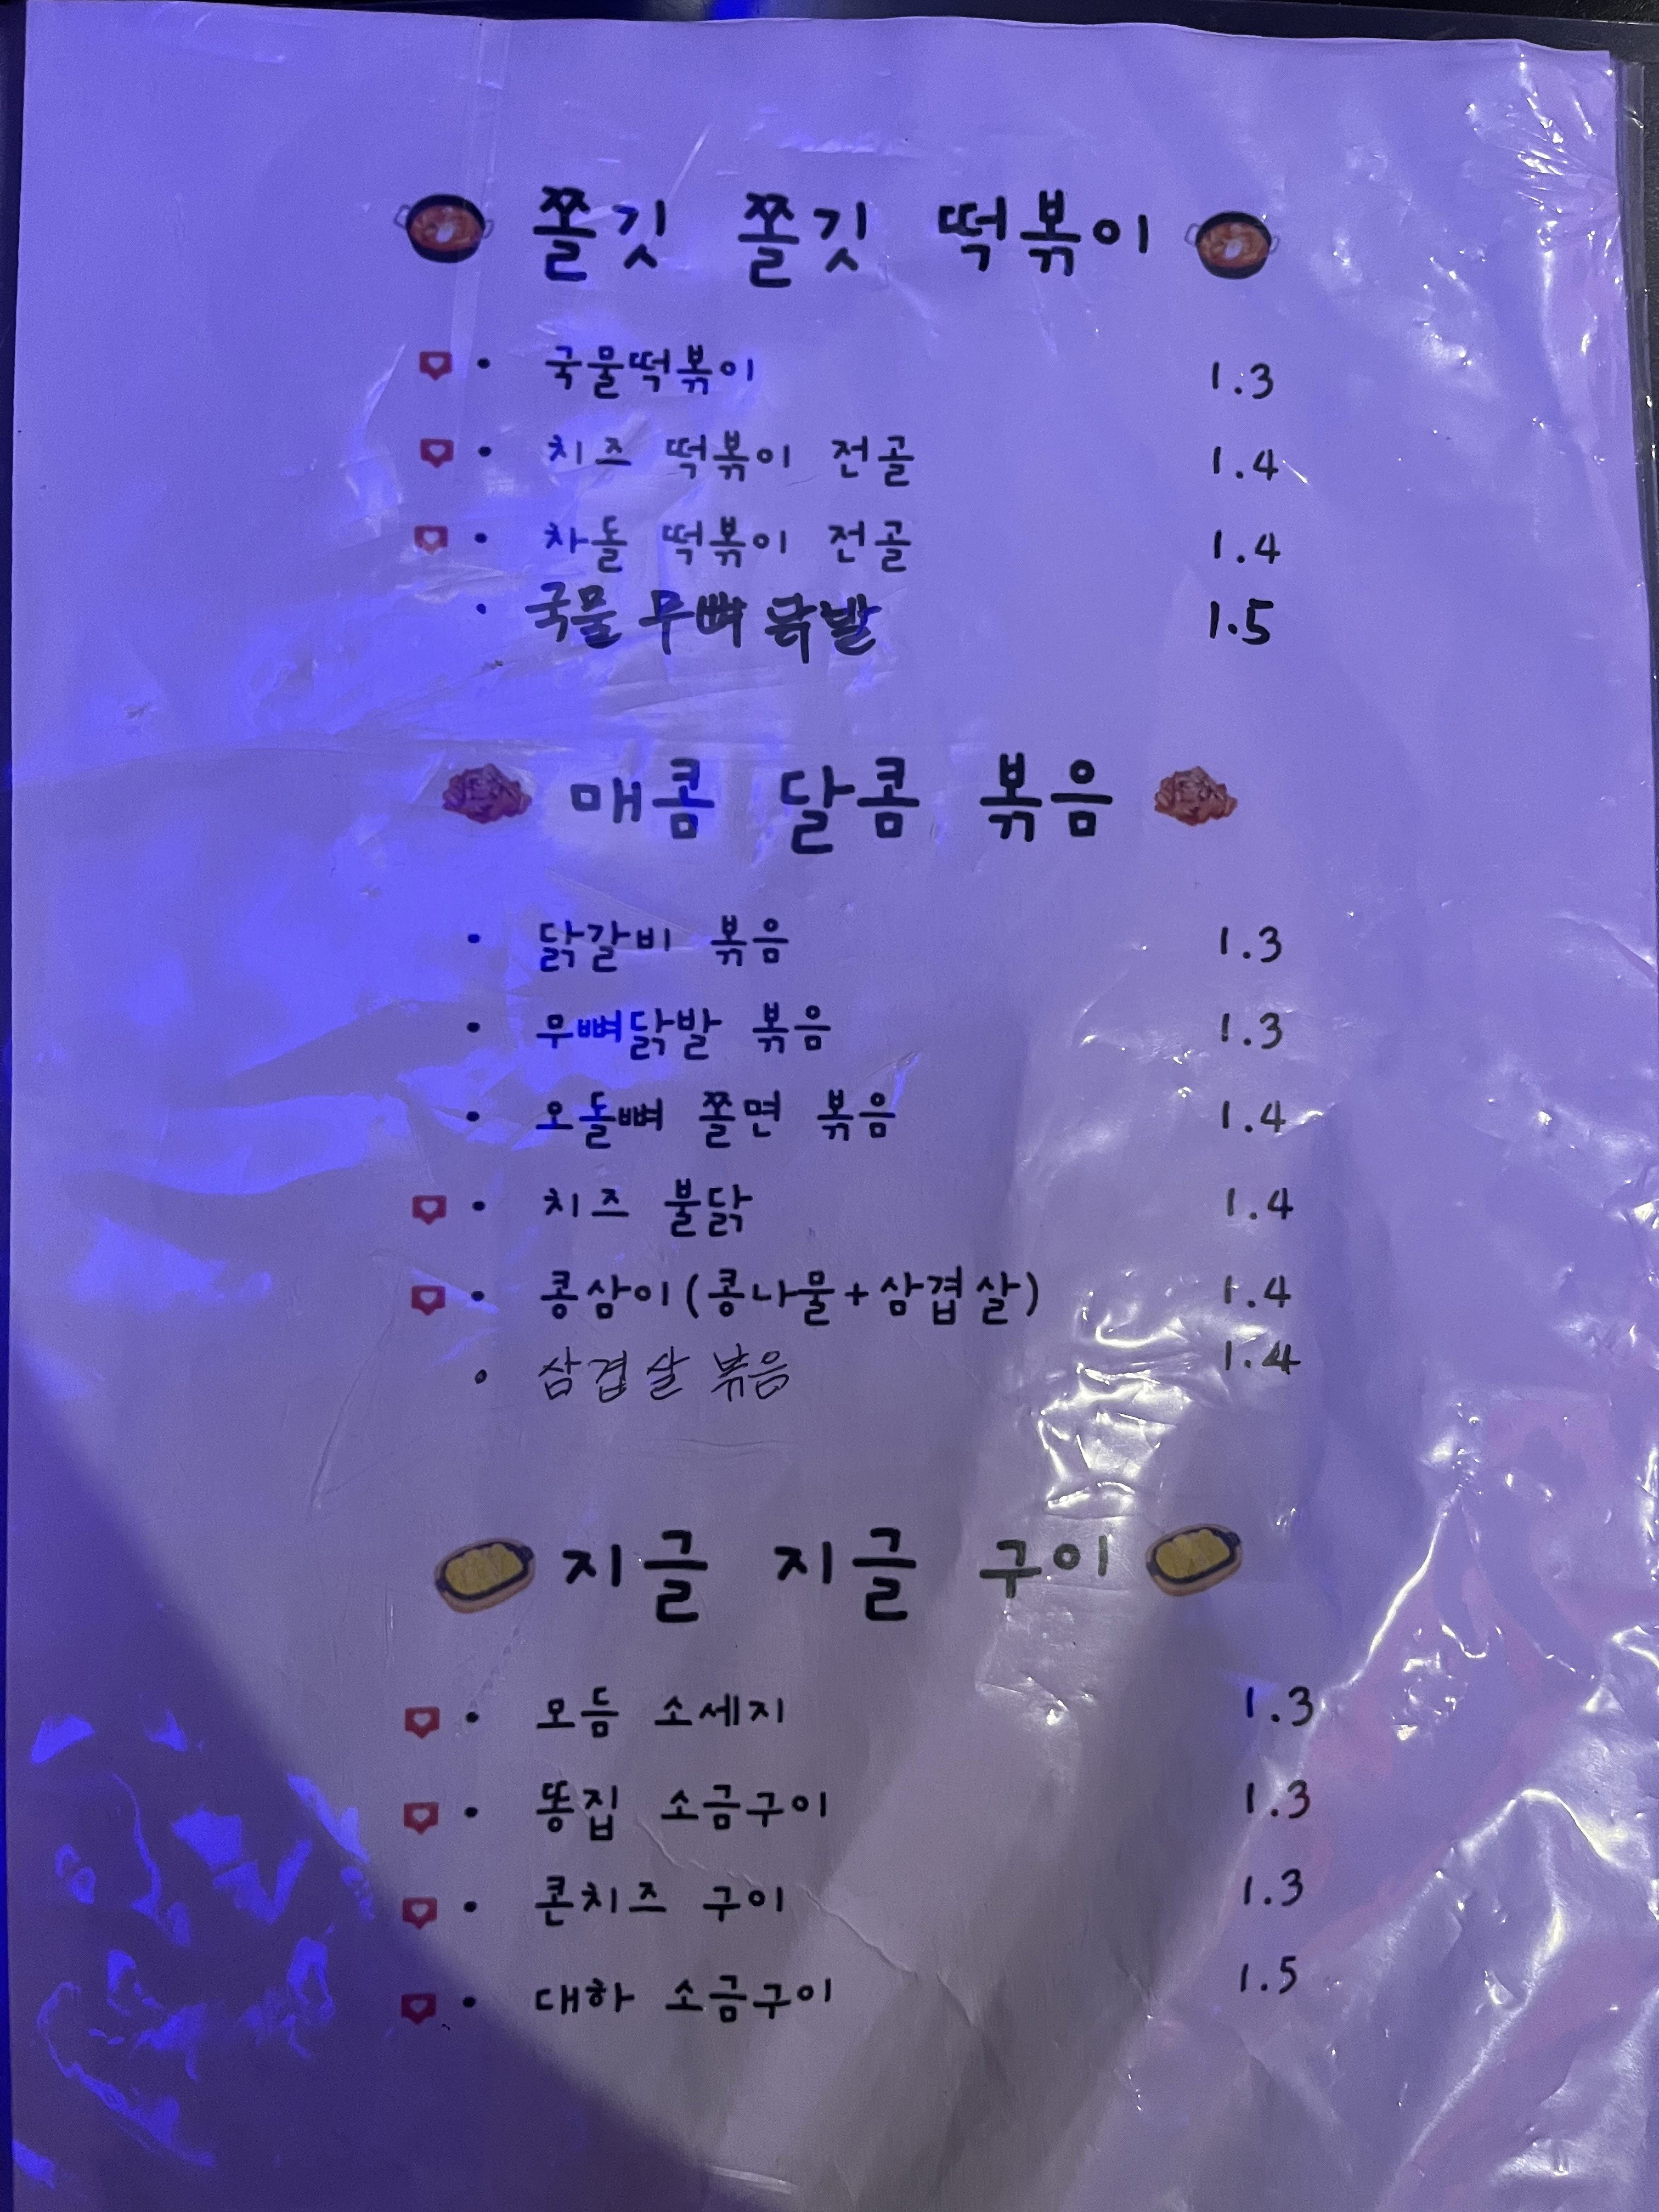 쫄깃 쫄깃 떡볶이
• 국물떡볶이 1.3
• 치즈 떡볶이 전골 1.4
• 차돌 떡볶이 전골 1.4
• 국물 무뼈 닭발 1.5
매콤 달콤 볶음
• 닭갈비 볶음 1.3
• 무뼈닭발 볶음 1.3
• 오돌뼈 쫄면 볶음 1.4
• 치즈 불닭 1.4
• 콩삼이(콩나물+삼겹살) 1.4
• 삼겹살 볶음 1.4
지글 지글 구이
• 모듬 소세지 1.3
• 똥집 소금구이 1.3
• 콘치즈 구이 1.3
• 대하 소금구이 1.5